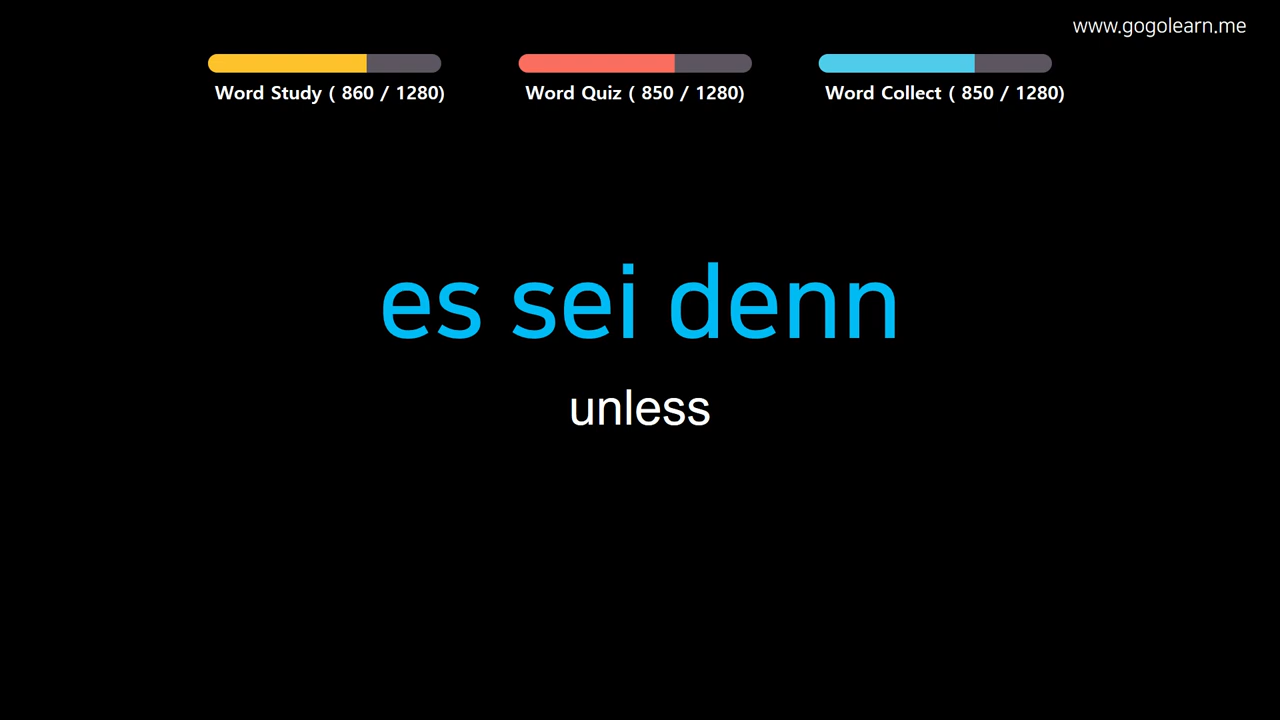 www.gogolearn.me
Word Study ( 860 / 1280)
Word Quiz ( 850 / 1280)
Word Collect ( 850 / 1280)
es sei denn
unless